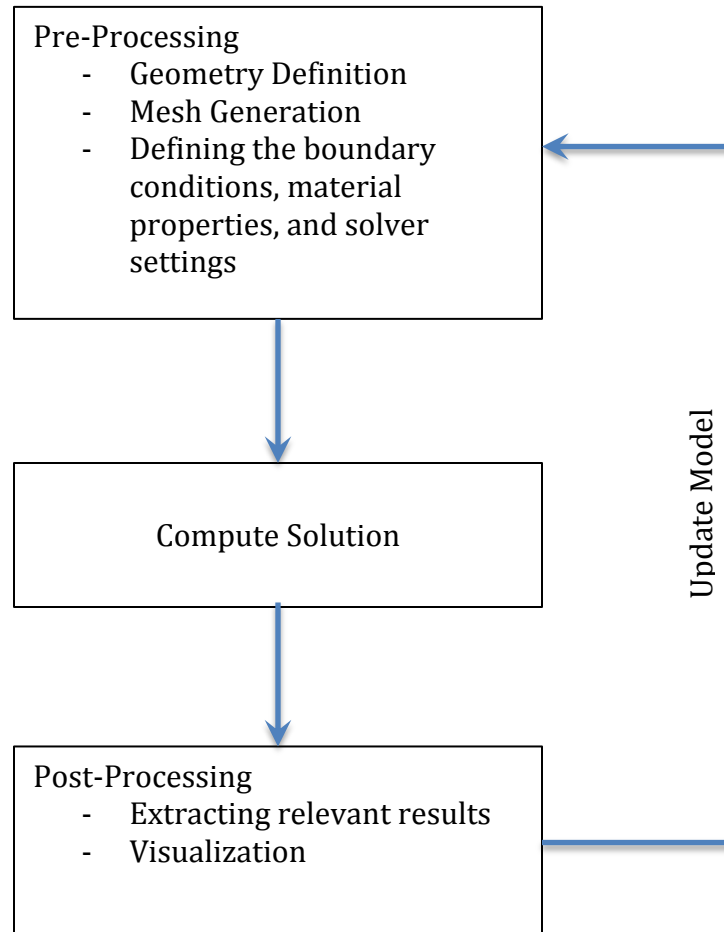 Pre-Processing
- Geometry Definition
- Mesh Generation
- Defining the boundary
conditions, material
properties, and solver
settings
Compute Solution
Update Model
Post-Processing
- Extracting relevant results
- Visualization